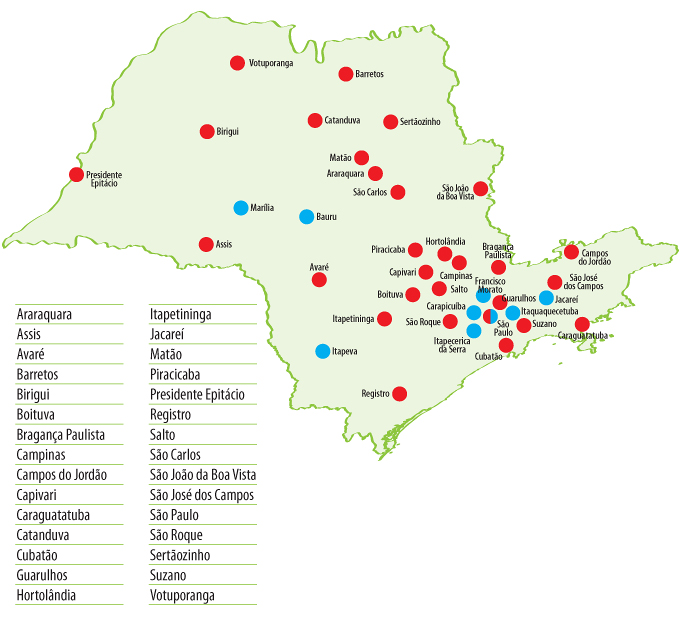 Votuporanga
Barretos
Catanduva
Sertãozinho
Birigui
Matão
Araraquara
Presidente
Epitácio
São Carlos
São João
da Boa Vista
Marília
Bauru
Assis
Hortolândia
Piracicaba
Bragança
Paulista
Campos
do Jordão
Avaré
Capivari
Campinas
Francisco
Morato
São José
dos Campos
Salto
Boituva
Guarulhos
Jacareí
Carapicuíba
Itaquaquecetuba
Itapetininga
São Roque
São
Paulo
Suzano
Caraguatatuba
Itapecerica
da Serra
Itapeva
Cubatão
Registro
Araraquara
Assis
Avaré
Barretos
Birigui
Boituva
Bragança Paulista
Campinas
Campos do Jordão
Capivari
Caraguatatuba
Catanduva
Cubatão
Guarulhos
Hortolândia
Itapetininga
Jacareí
Matão
Piracicaba
Presidente Epitácio
Registro
Salto
São Carlos
São João da Boa Vista
São José dos Campos
São Paulo
São Roque
Sertãozinho
Suzano
Votuporanga